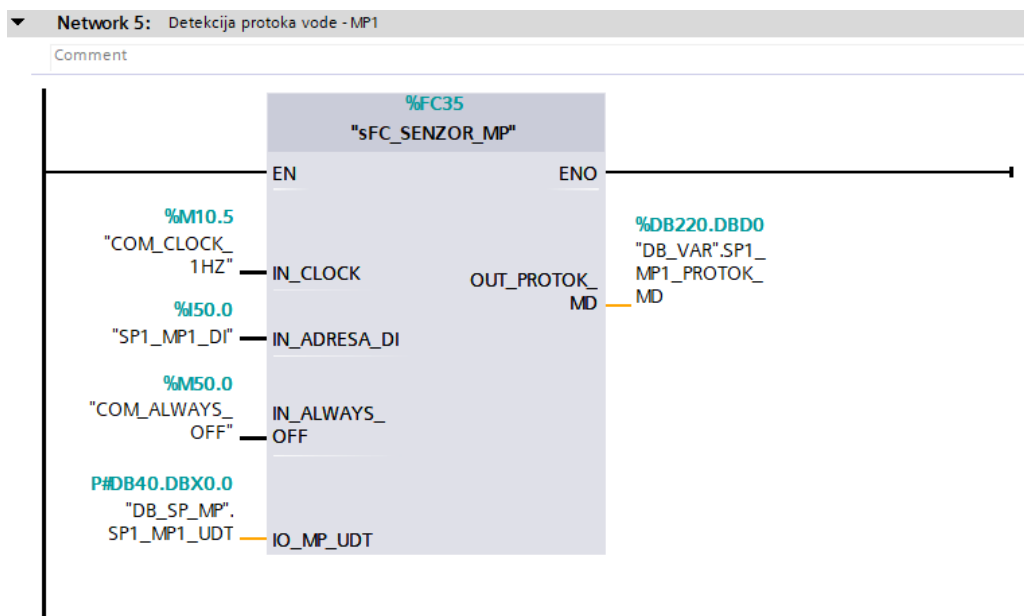 Network 5: Detekcija protoka vode - MP1
Comment
%FC35
"sFC_SENZOR_MP"
EN
ENO
%M10.5
"COM_CLOCK_
1HZ"
IN_CLOCK
%DB220.DBD0
"DB_VAR".SP1_
MP1_PROTOK_
MD
OUT_PROTOK_
MD
%I50.0
"SP1_MP1_DI"
IN_ADRESA_DI
%M50.0
"COM_ALWAYS_
OFF"
IN_ALWAYS_
OFF
P#DB40.DBX0.0
"DB_SP_MP".
SP1_MP1_UDT
IO_MP_UDT